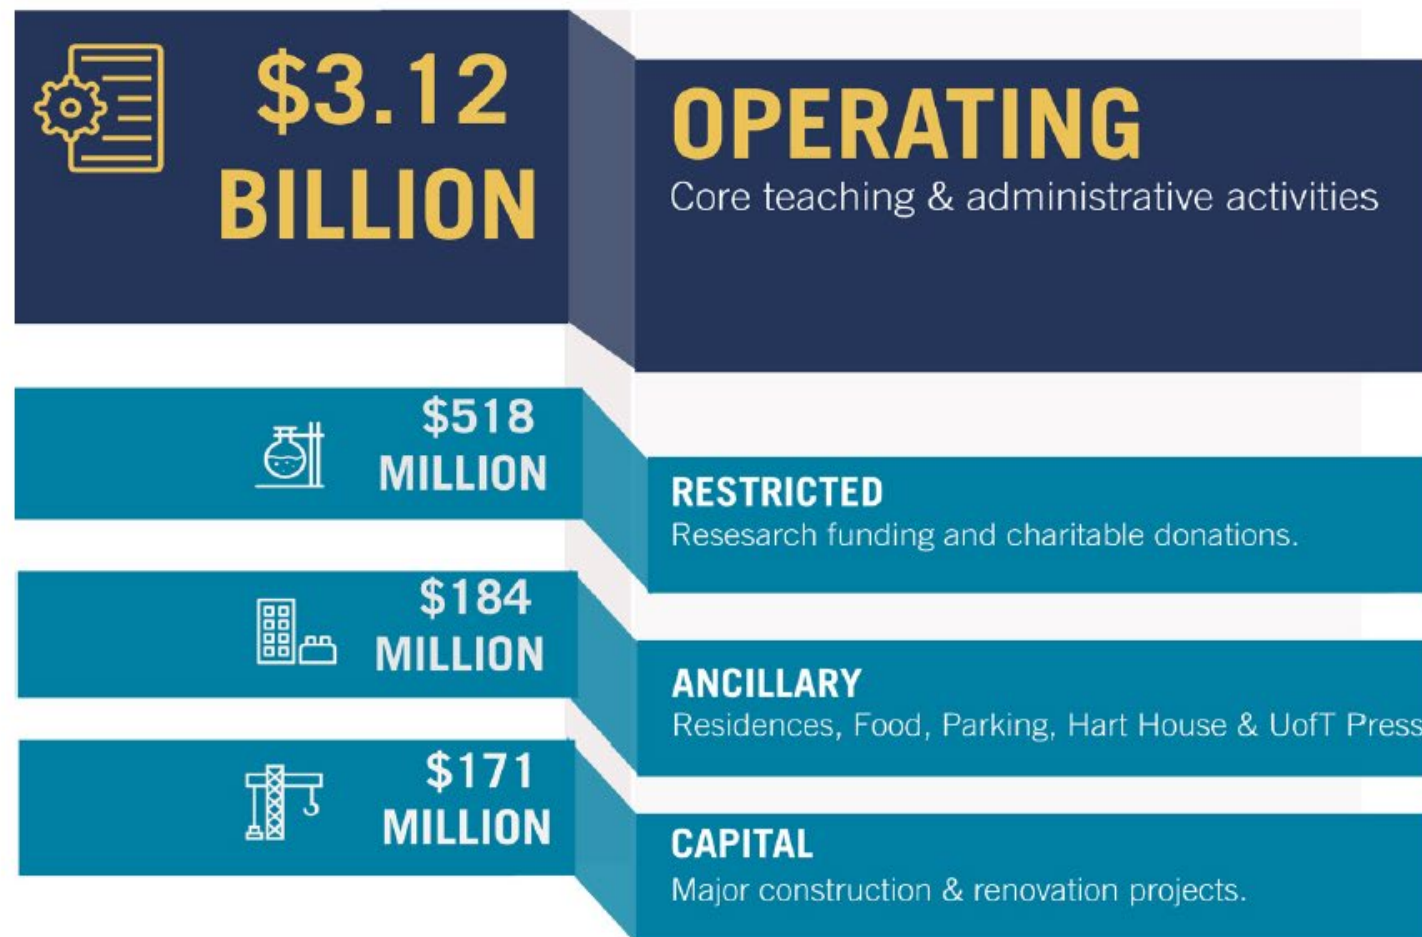 $3.12
BILLION
OPERATING
Core teaching & administrative activities
$518
MILLION
RESTRICTED
Resesarch funding and charitable donations.
$184
MILLION
ANCILLARY
Residences, Food, Parking, Hart House & UofT Press
$171
MILLION
CAPITAL
Major construction & renovation projects.